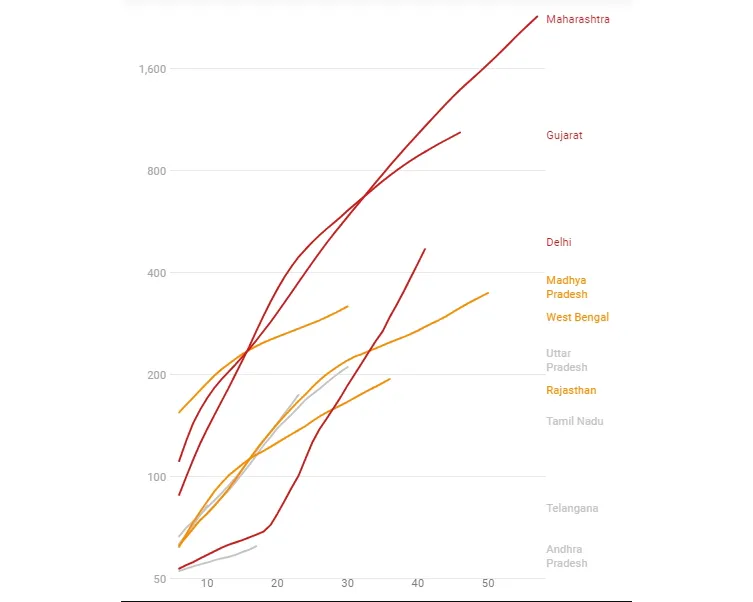 Maharashtra
1,600
Gujarat
800
Delhi
400
Madhya
Pradesh
West Bengal
Uttar
Pradesh
200
Rajasthan
Tamil Nadu
100
Telangana
Andhra
Pradesh
50
10 20 30 40 50